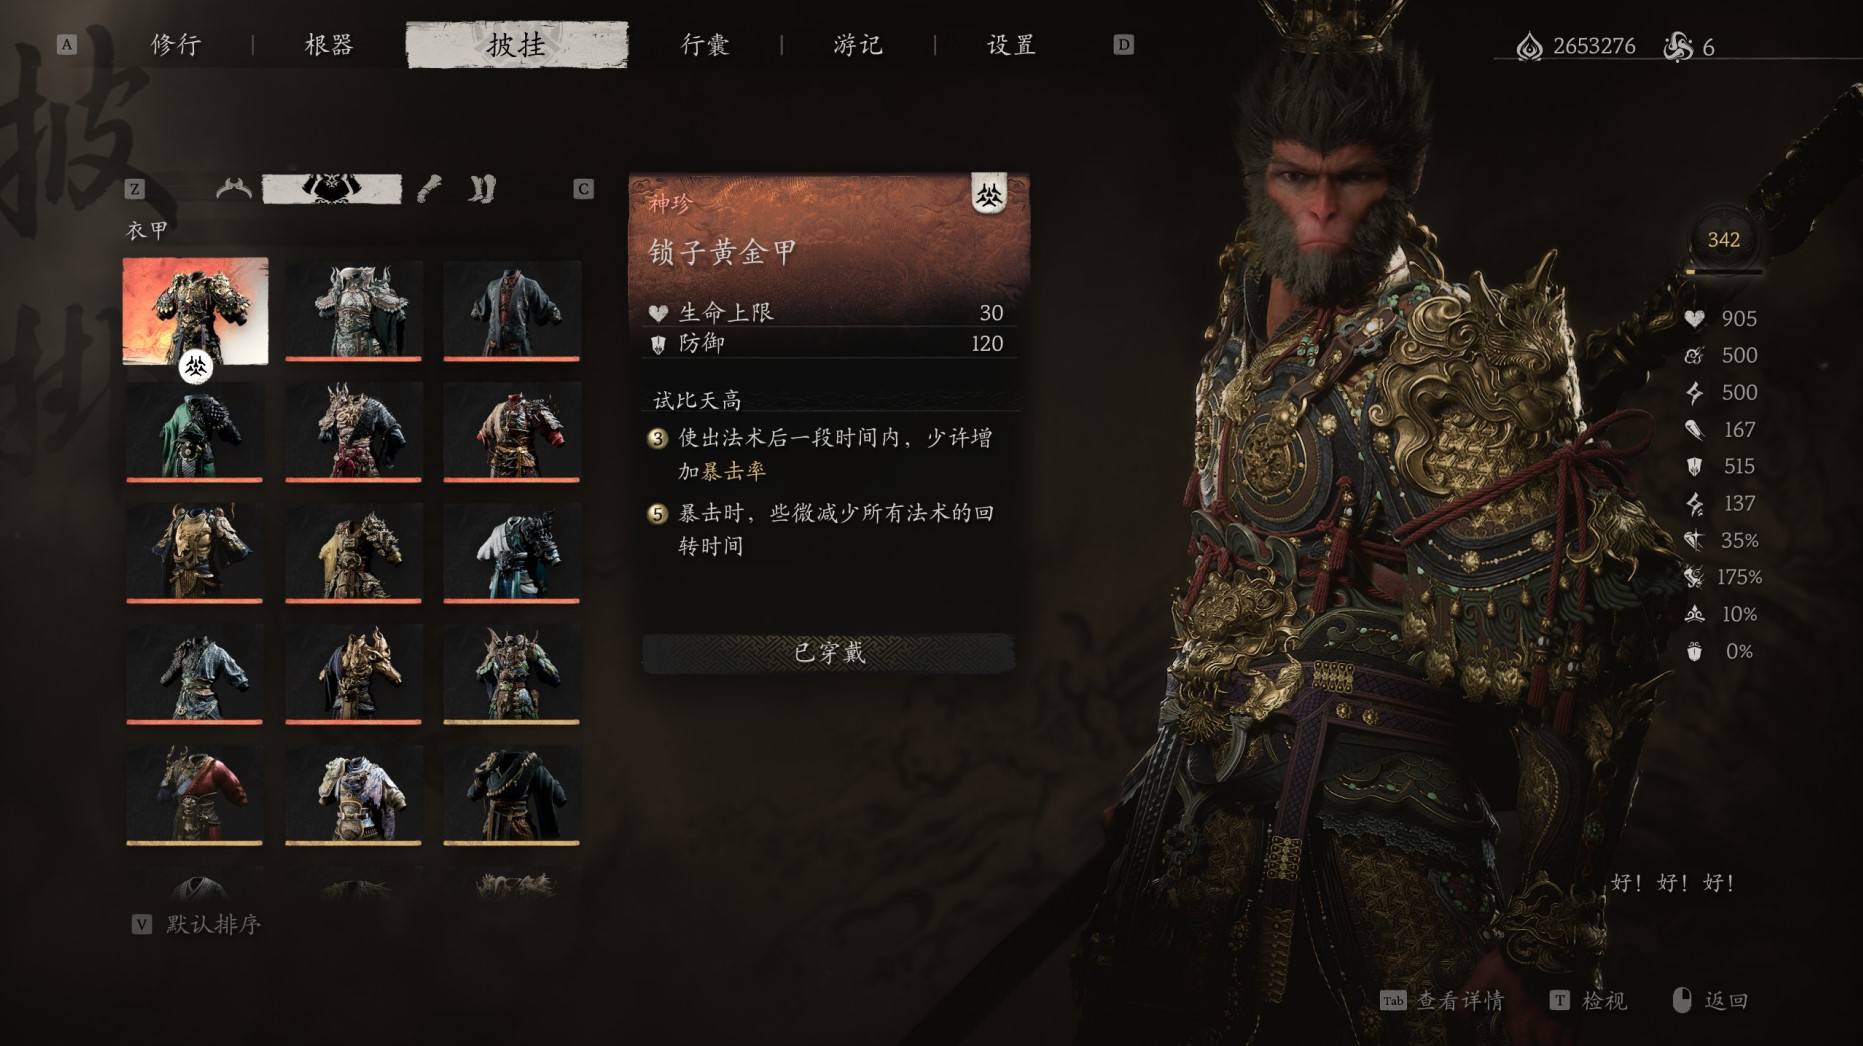 A 修行 根器 披挂 行囊 游记 设置 D
2653276 6
披
挂
Z C
衣甲
神珍
锁子黄金甲
生命上限 30
防御 120
试比天高
3 使出法术后一段时间内，少许增
加暴击率
5 暴击时，些微减少所有法术的回
转时间
已穿戴
342
905
500
500
167
515
137
35%
175%
10%
0%
好！好！好！
V 默认排序
Tab 查看详情 T 检视 返回